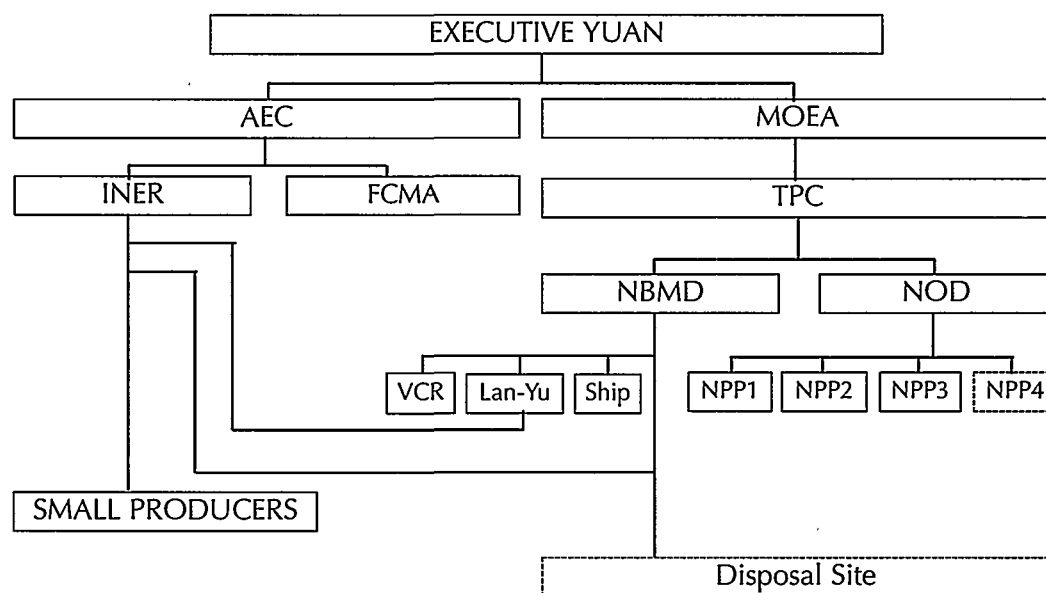 EXECUTIVE YUAN
AEC
MOEA
INER
FCMA
TPC
NBMD
NOD
VCR
Lan-Yu
Ship
NPP1
NPP2
NPP3
NPP4
SMALL PRODUCERS
Disposal Site